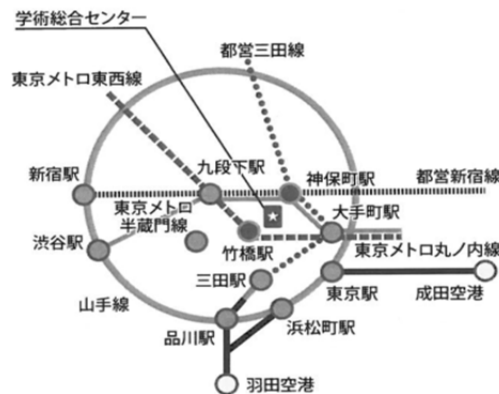 学術総合センター
都営三田線
東京メトロ東西線
九段下駅
新宿駅
神保町駅
都営新宿線
東京メトロ
半蔵門線
大手町駅
渋谷駅
竹橋駅
東京メトロ丸ノ内線
三田駅
東京駅
成田空港
山手線
品川駅
浜松町駅
羽田空港